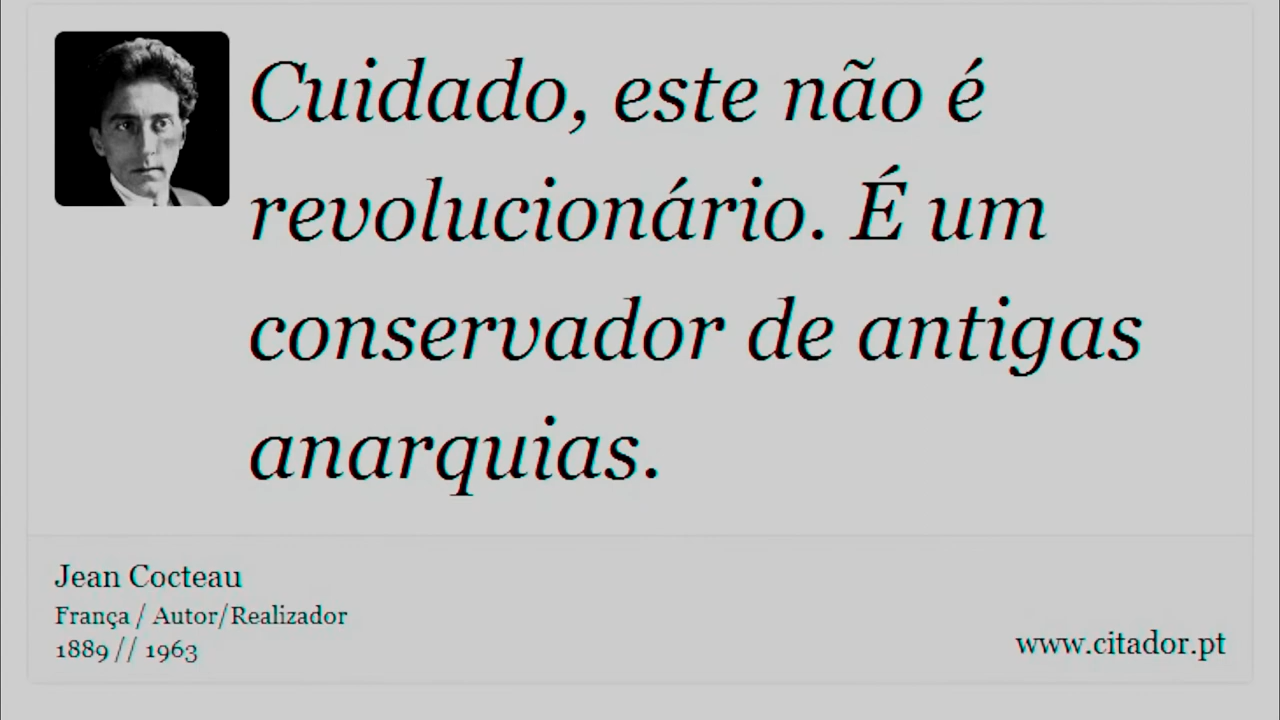 Cuidado, este não é
revolucionário. É um
conservador de antigas
anarquias.
Jean Cocteau
França / Autor/Realizador
1889 // 1963
www.citador.pt